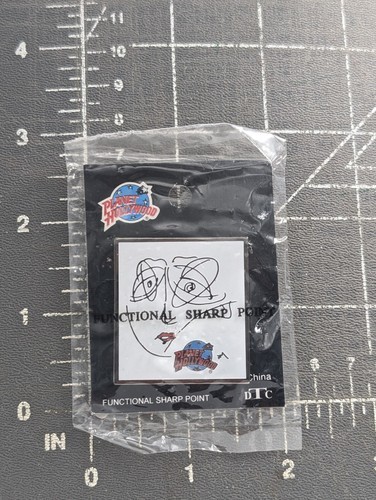 4
11
10
9
3
8
PLANET
HOLLYWOOD
2
1
FUNCTIONAL SHARP POINT
PLANET
HOLLYWOOD
China
FUNCTIONAL SHARP POINT
DTC
0
IN
0
1
2